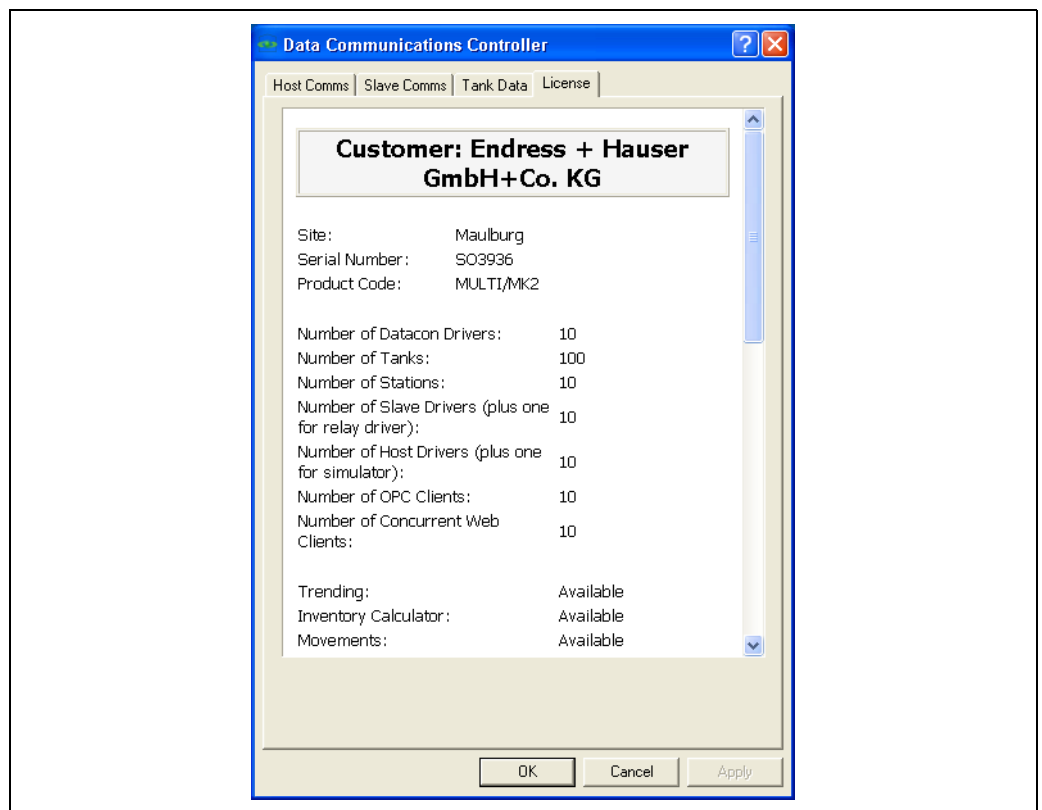 Data Communications Controller
Host Comms Slave Comms Tank Data License
Customer: Endress + Hauser
GmbH+Co. KG
Site: Maulburg
Serial Number: SO3936
Product Code: MULTI/MK2
Number of Datacon Drivers: 10
Number of Tanks: 100
Number of Stations: 10
Number of Slave Drivers (plus one
for relay driver): 10
Number of Host Drivers (plus one
for simulator): 10
Number of OPC Clients: 10
Number of Concurrent Web
Clients: 10
Trending: Available
Inventory Calculator: Available
Movements: Available
OK Cancel Apply